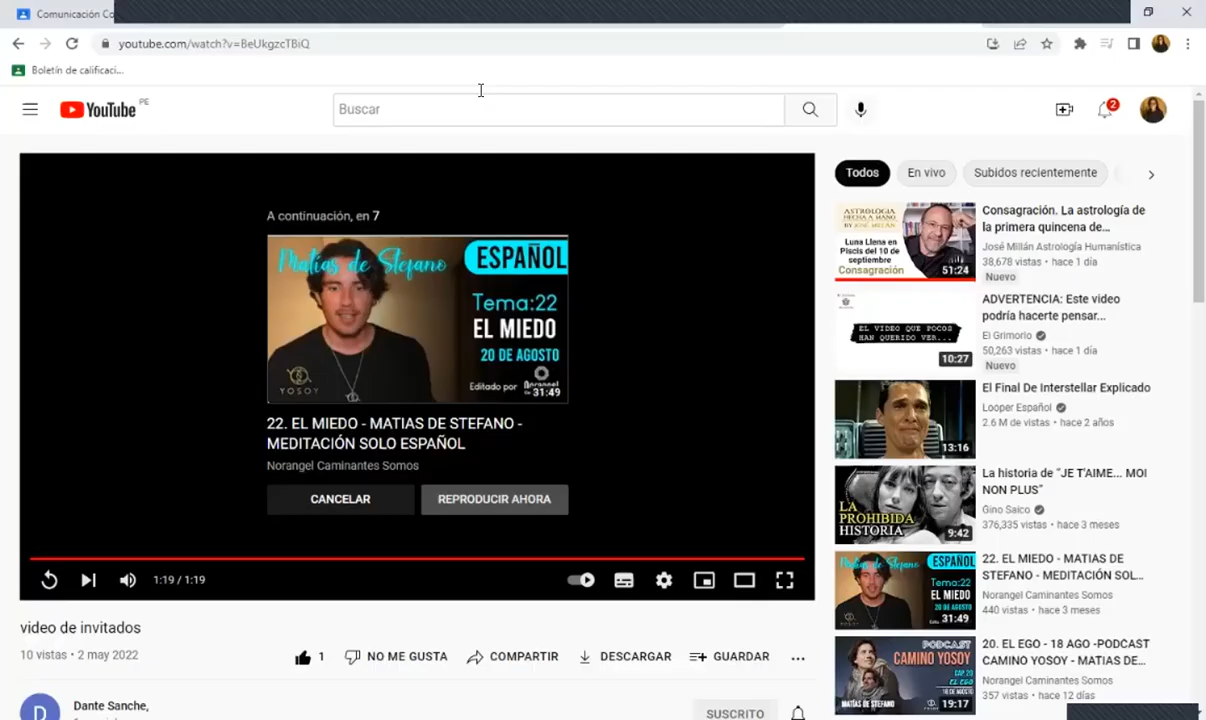 Comunicación Co
youtube.com/watch?v=BeUkgzcTBiQ
Boletín de calificaci...
YouTube PE
Buscar
2
A continuación, en 7
Matías de Stefano
ESPAÑOL
Tema:22
EL MIEDO
20 DE AGOSTO
Editado por Norangel
YOSOY
31:49
22. EL MIEDO - MATIAS DE STEFANO -
MEDITACIÓN SOLO ESPAÑOL
Norangel Caminantes Somos
CANCELAR
REPRODUCIR AHORA
1:19 / 1:19
video de invitados
10 vistas • 2 may 2022
1
NO ME GUSTA
COMPARTIR
DESCARGAR
GUARDAR
D
Dante Sanche,
SUSCRITO
Todos
En vivo
Subidos recientemente
ASTROLOGIA
HECHA A MANO
BY JOSE MILLÁN
Luna Llena en
Piscis del 10 de
septiembre
Consagración
51:24
Consagración. La astrología de
la primera quincena de...
José Millán Astrología Humanística
38,678 vistas • hace 1 día
Nuevo
EL VIDEO QUE POCOS
HAN QUERIDO VER...
10:27
ADVERTENCIA: Este video
podría hacerte pensar...
El Grimorio
50,263 vistas • hace 1 día
Nuevo
13:16
El Final De Interstellar Explicado
Looper Español
2.6 M de vistas • hace 2 años
LA
PROHIBIDA
HISTORIA
9:42
La historia de “JE T’AIME... MOI
NON PLUS”
Gino Saico
376,335 vistas • hace 3 meses
Matías de Stefano
ESPAÑOL
Tema:22
EL MIEDO
20 DE AGOSTO
31:49
22. EL MIEDO - MATIAS DE
STEFANO - MEDITACIÓN SOL...
Norangel Caminantes Somos
440 vistas • hace 3 meses
PODCAST
CAMINO YOSOY
CAP.20
EL EGO
18 DE AGOSTO
MATÍAS DE STEFANO
19:17
20. EL EGO - 18 AGO -PODCAST
CAMINO YOSOY - MATIAS DE...
Norangel Caminantes Somos
357 vistas • hace 12 días